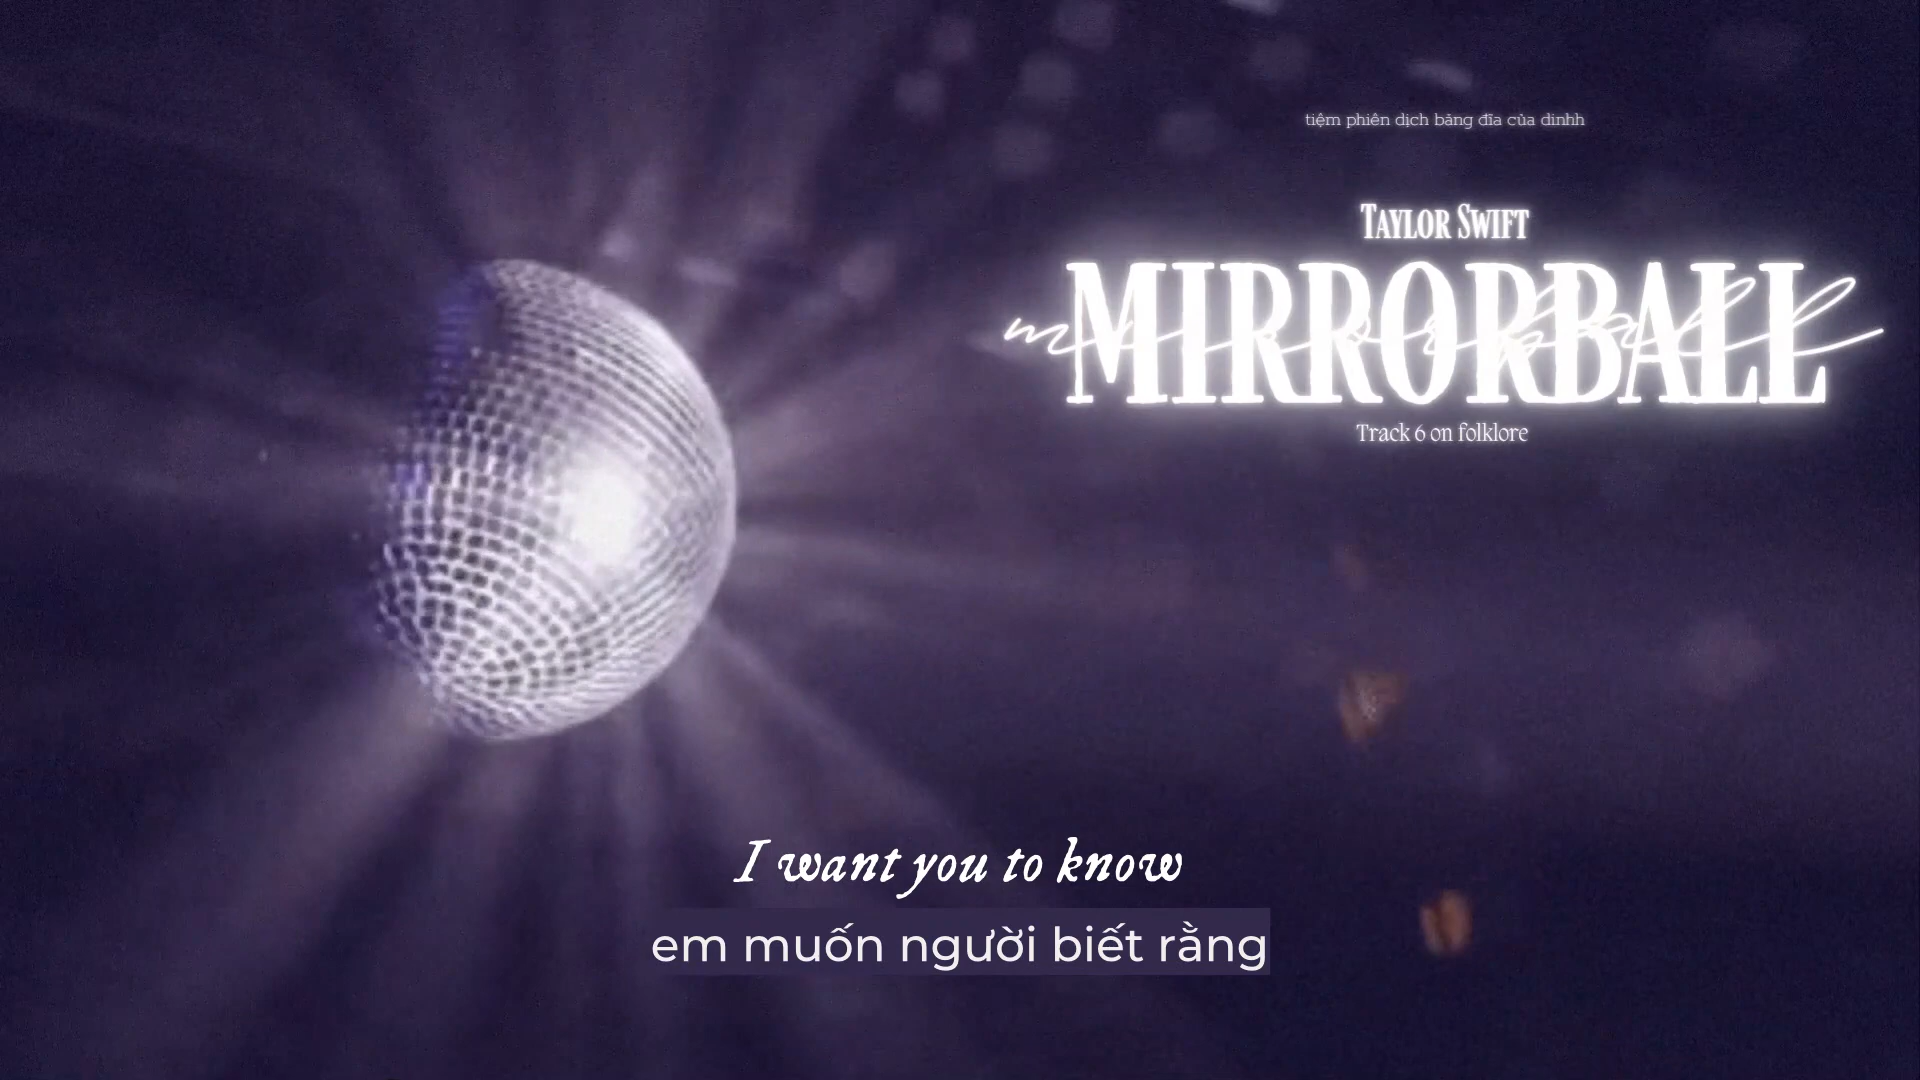 tiệm phiên dịch băng đĩa của dinhh
TAYLOR SWIFT
MIRRORBALL
mirrorball
Track 6 on folklore
I want you to know
em muốn người biết rằng